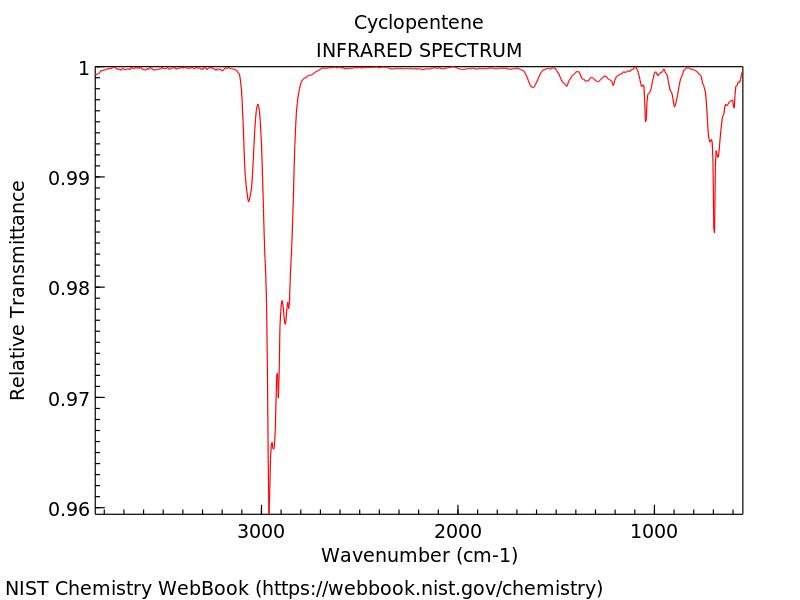 Cyclopentene
INFRARED SPECTRUM
1
0.99
0.98
0.97
0.96
Relative Transmittance
3000 2000 1000
Wavenumber (cm-1)
NIST Chemistry WebBook (https://webbook.nist.gov/chemistry)